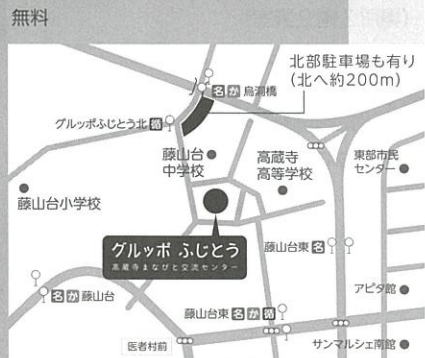 無料
北部駐車場も有り
(北へ約200m)
名 か 烏洞橋
グルッポふじとう北 循
藤山台
中学校
高蔵寺
高等学校
東部市民
センター
藤山台小学校
グルッポ ふじとう
高蔵寺まなびと交流センター
藤山台東 名
名 か 藤山台
アピタ館
藤山台東 名 か 循
医者村前
サンマルシェ南館